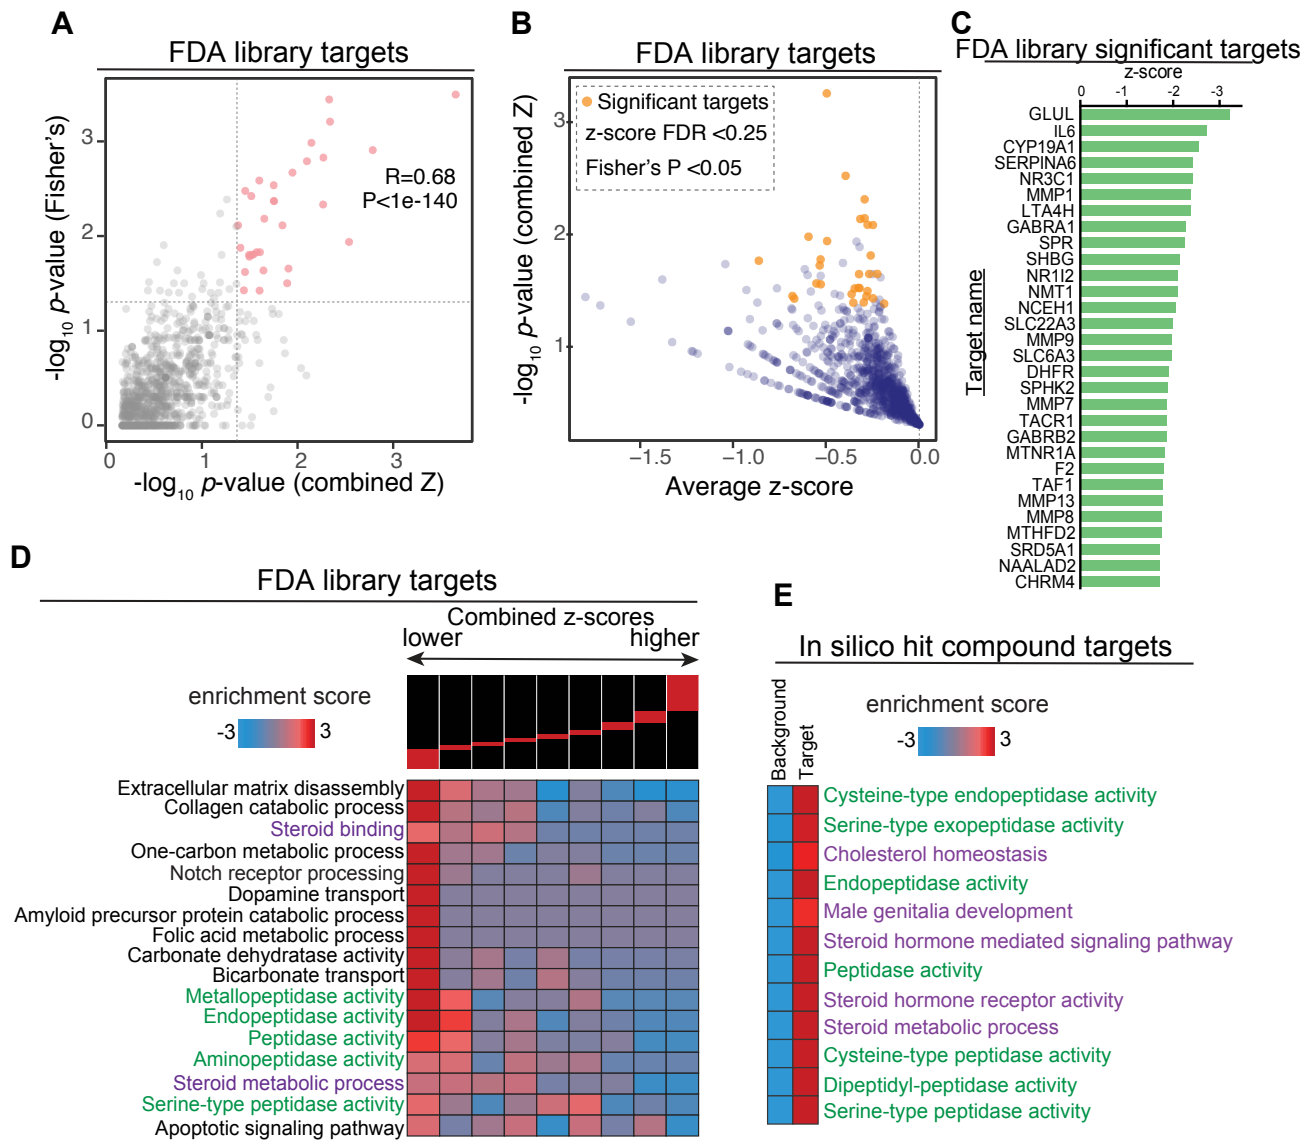 A
FDA library targets
-log10 p-value (Fisher's)
3
2
1
0
R=0.68
P<1e-140
0
1
2
3
-log10 p-value (combined Z)
B
FDA library targets
-log10 p-value (combined Z)
3
2
1
Significant targets
z-score FDR <0.25
Fisher's P <0.05
−1.5
−1.0
−0.5
0.0
Average z-score
C
FDA library significant targets
z-score
0
-1
-2
-3
Target name
GLUL
IL6
CYP19A1
SERPINA6
NR3C1
MMP1
LTA4H
GABRA1
SPR
SHBG
NR1I2
NMT1
NCEH1
SLC22A3
MMP9
SLC6A3
DHFR
SPHK2
MMP7
TACR1
GABRB2
MTNR1A
F2
TAF1
MMP13
MMP8
MTHFD2
SRD5A1
NAALAD2
CHRM4
D
FDA library targets
Combined z-scores
lower
higher
enrichment score
-3
3
Extracellular matrix disassembly
Collagen catabolic process
Steroid binding
One-carbon metabolic process
Notch receptor processing
Dopamine transport
Amyloid precursor protein catabolic process
Folic acid metabolic process
Carbonate dehydratase activity
Bicarbonate transport
Metallopeptidase activity
Endopeptidase activity
Peptidase activity
Aminopeptidase activity
Steroid metabolic process
Serine-type peptidase activity
Apoptotic signaling pathway
E
In silico hit compound targets
Background
Target
enrichment score
-3
3
Cysteine-type endopeptidase activity
Serine-type exopeptidase activity
Cholesterol homeostasis
Endopeptidase activity
Male genitalia development
Steroid hormone mediated signaling pathway
Peptidase activity
Steroid hormone receptor activity
Steroid metabolic process
Cysteine-type peptidase activity
Dipeptidyl-peptidase activity
Serine-type peptidase activity